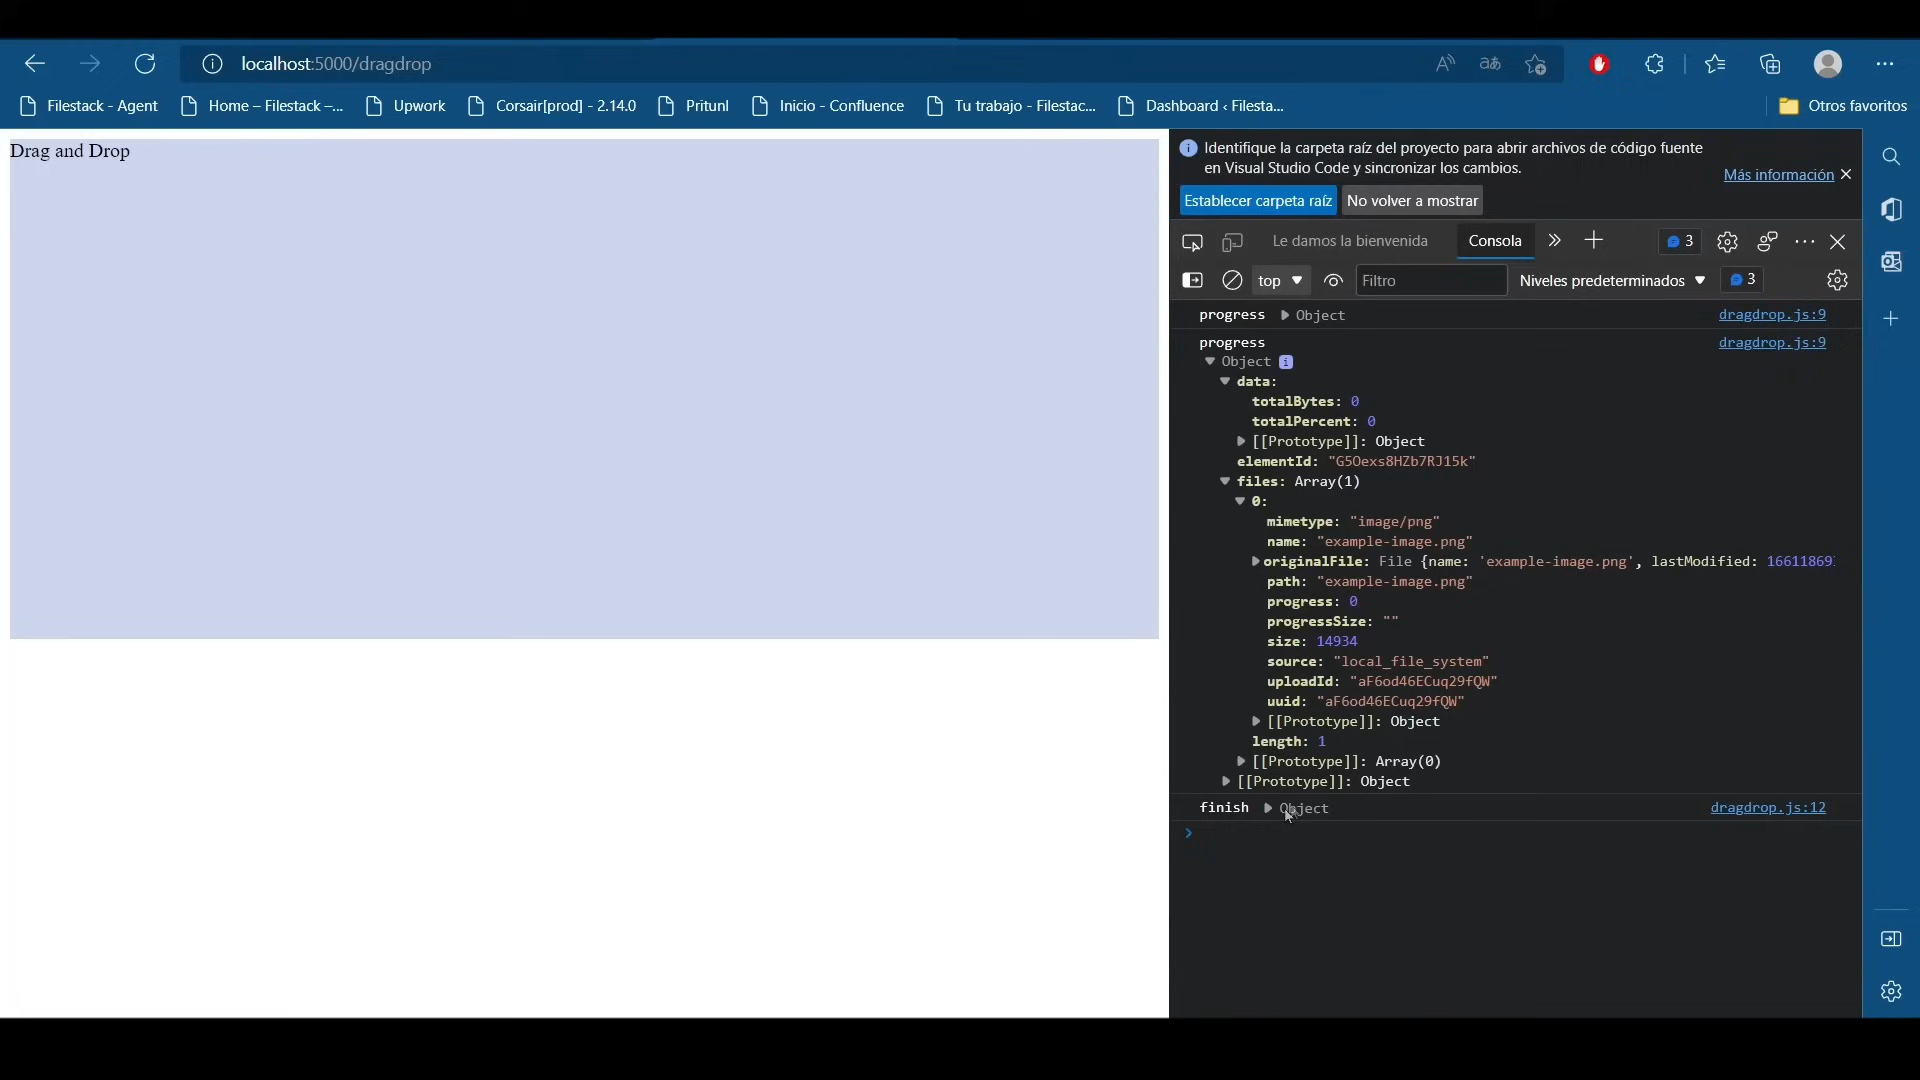 localhost:5000/dragdrop
Filestack - Agent
Home – Filestack –...
Upwork
Corsair[prod] - 2.14.0
Pritunl
Inicio - Confluence
Tu trabajo - Filestac...
Dashboard ‹ Filesta...
Otros favoritos
Drag and Drop
Identifique la carpeta raíz del proyecto para abrir archivos de código fuente
en Visual Studio Code y sincronizar los cambios.
Más información
Establecer carpeta raíz
No volver a mostrar
Le damos la bienvenida
Consola
3
top
Filtro
Niveles predeterminados
3
progress Object dragdrop.js:9
progress dragdrop.js:9
Object
data:
totalBytes: 0
totalPercent: 0
[[Prototype]]: Object
elementId: "G5Oexs8HZb7RJ15k"
files: Array(1)
0:
mimetype: "image/png"
name: "example-image.png"
originalFile: File {name: 'example-image.png', lastModified: 16611869
path: "example-image.png"
progress: 0
progressSize: ""
size: 14934
source: "local_file_system"
uploadId: "aF6od46ECuq29fQW"
uuid: "aF6od46ECuq29fQW"
[[Prototype]]: Object
length: 1
[[Prototype]]: Array(0)
[[Prototype]]: Object
finish Object dragdrop.js:12